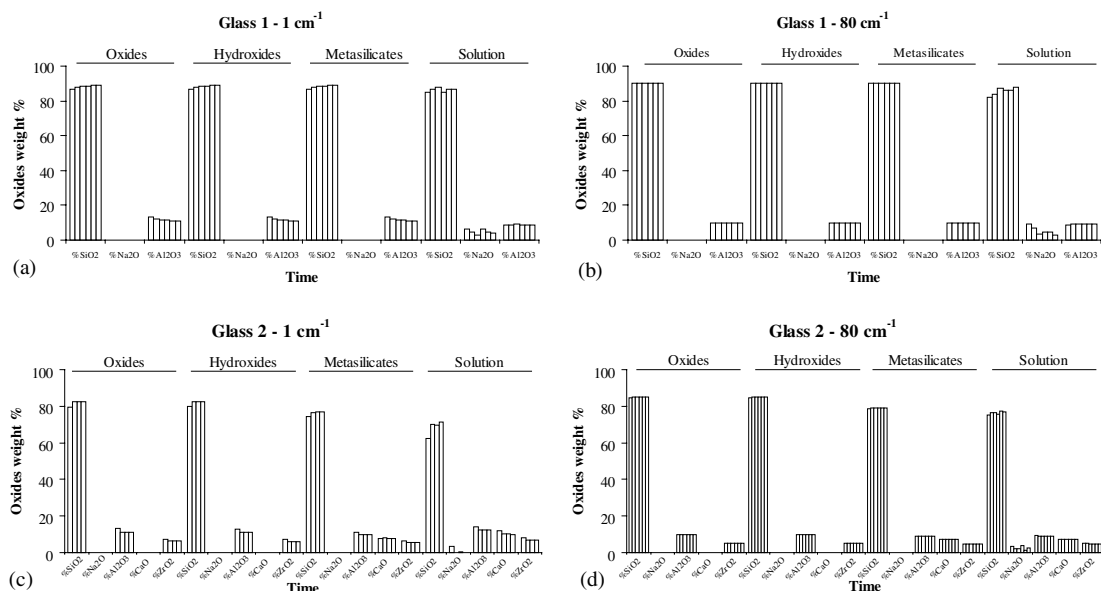 Glass 1 - 1 cm-1
Oxides Hydroxides Metasilicates Solution
100
80
60
40
20
0
Oxides weight %
%SiO2 %Na2O %Al2O3 %SiO2 %Na2O %Al2O3 %SiO2 %Na2O %Al2O3 %SiO2 %Na2O %Al2O3
Time
(a)
Glass 1 - 80 cm-1
Oxides Hydroxides Metasilicates Solution
100
80
60
40
20
0
Oxides weight %
%SiO2 %Na2O %Al2O3 %SiO2 %Na2O %Al2O3 %SiO2 %Na2O %Al2O3 %SiO2 %Na2O %Al2O3
Time
(b)
Glass 2 - 1 cm-1
Oxides Hydroxides Metasilicates Solution
100
80
60
40
20
0
Oxides weight %
%SiO2 %Na2O %Al2O3 %CaO %ZrO2 %SiO2 %Na2O %Al2O3 %CaO %ZrO2 %SiO2 %Na2O %Al2O3 %CaO %ZrO2 %SiO2 %Na2O %Al2O3 %CaO %ZrO2
Time
(c)
Glass 2 - 80 cm-1
Oxides Hydroxides Metasilicates Solution
100
80
60
40
20
0
Oxides weight %
%SiO2 %Na2O %Al2O3 %CaO %ZrO2 %SiO2 %Na2O %Al2O3 %CaO %ZrO2 %SiO2 %Na2O %Al2O3 %CaO %ZrO2 %SiO2 %Na2O %Al2O3 %CaO %ZrO2
Time
(d)